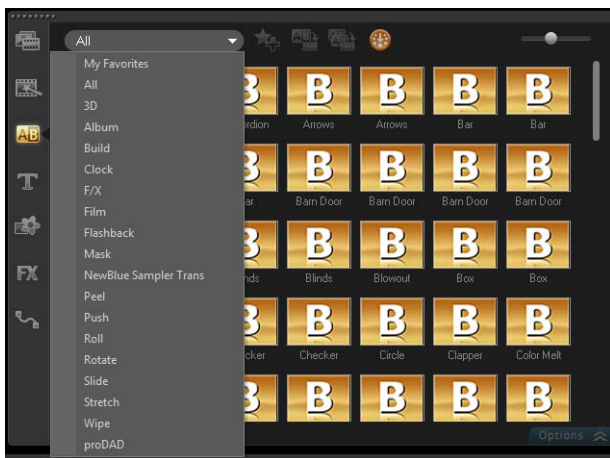 All
My Favorites
All
3D
Album
Build
Clock
F/X
Film
Flashback
Mask
NewBlue Sampler Trans
Peel
Push
Roll
Rotate
Slide
Stretch
Wipe
proDAD
AB
T
FX
B B B B B
rdion Arrows Arrows Bar Bar
B B B B B
ar Barn Door Barn Door Barn Door Barn Door
B B B B B
nds Blinds Blowout Box Box
B B B B B
cker Checker Circle Clapper Color Melt
B B B B B
Options